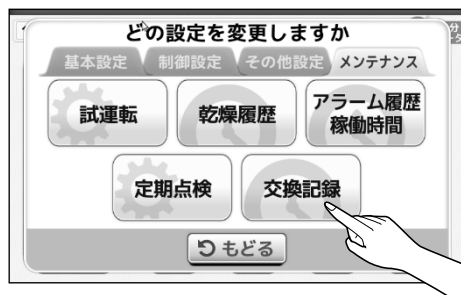 どの設定を変更しますか
基本設定 制御設定 その他設定 メンテナンス
試運転 乾燥履歴 アラーム履歴
稼働時間
定期点検 交換記録
もどる